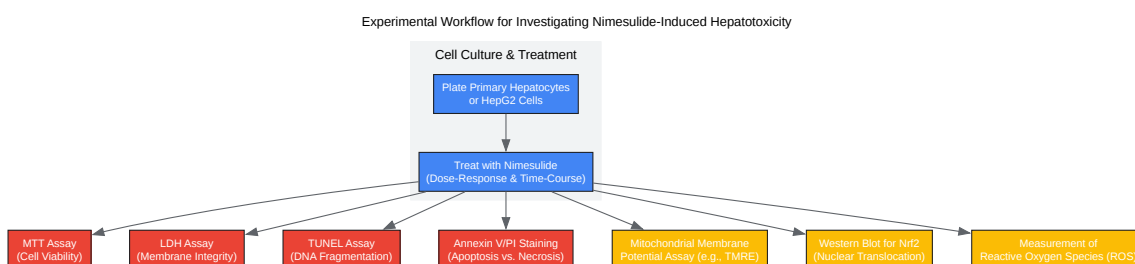 Experimental Workflow for Investigating Nimesulide-Induced Hepatotoxicity
Cell Culture & Treatment
Plate Primary Hepatocytes
or HepG2 Cells
Treat with Nimesulide
(Dose-Response & Time-Course)
MTT Assay
(Cell Viability)
LDH Assay
(Membrane Integrity)
TUNEL Assay
(DNA Fragmentation)
Annexin V/PI Staining
(Apoptosis vs. Necrosis)
Mitochondrial Membrane
Potential Assay (e.g., TMRE)
Western Blot for Nrf2
(Nuclear Translocation)
Measurement of
Reactive Oxygen Species (ROS)